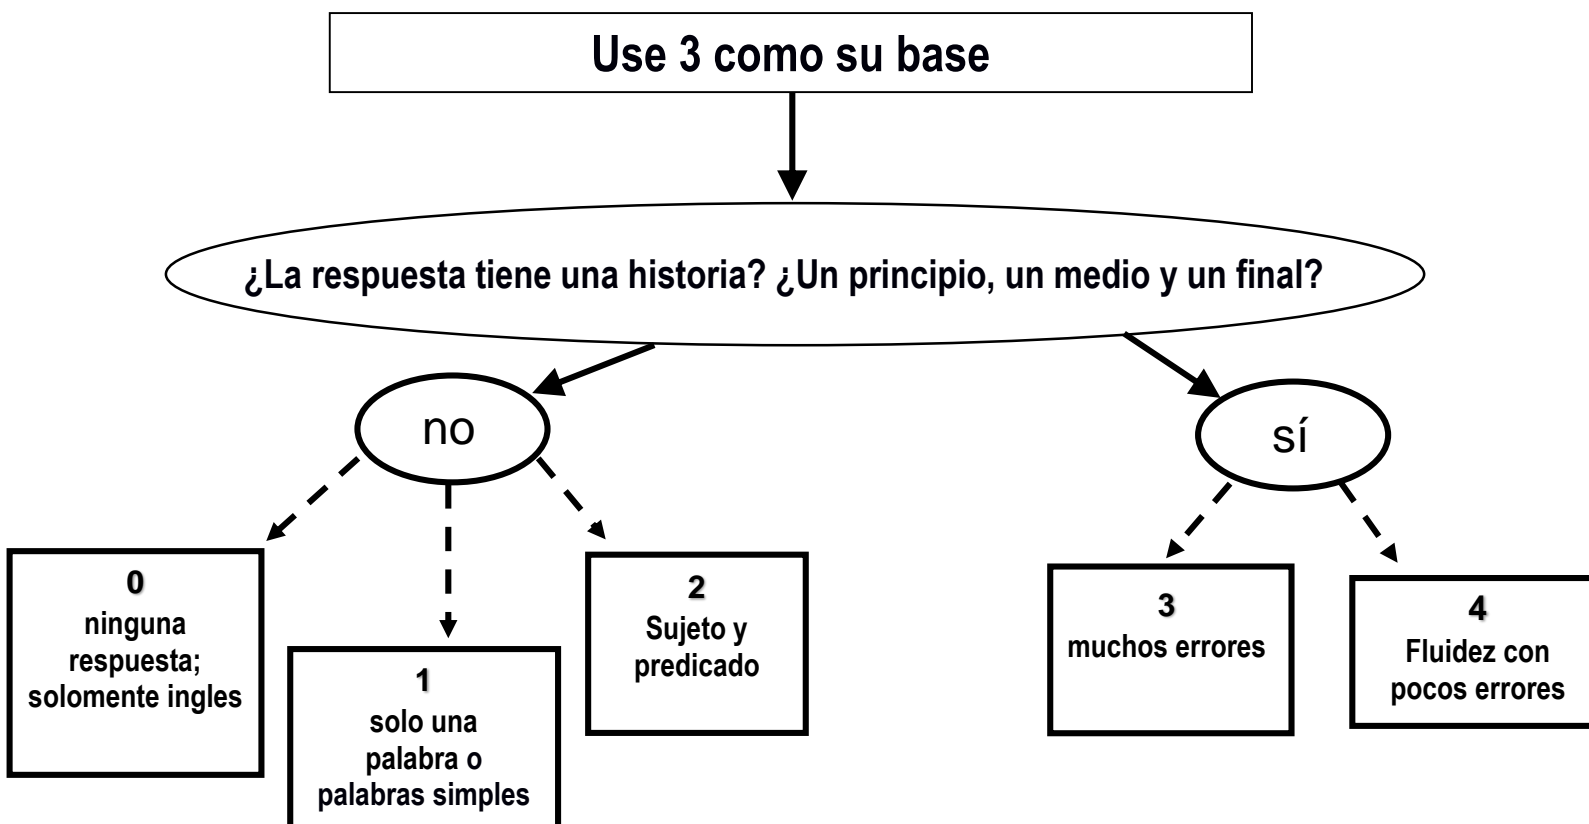 Use 3 como su base
¿La respuesta tiene una historia? ¿Un principio, un medio y un final?
no
sí
0
ninguna
respuesta;
solomente ingles
1
solo una
palabra o
palabras simples
2
Sujeto y
predicado
3
muchos errores
4
Fluidez con
pocos errores